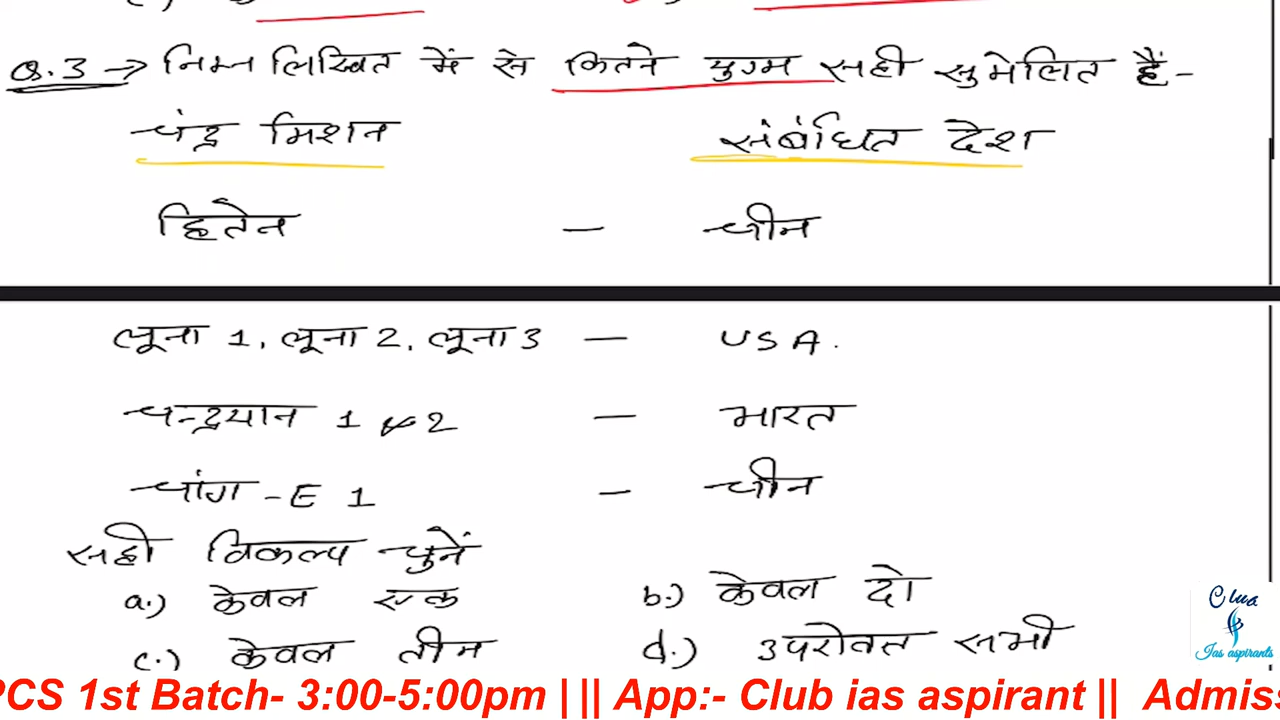 Q.3 → निम्न लिखित में से कितने युग्म सही सुमेलित हैं-
चंद्र मिशन संबंधित देश
हितेन - चीन
लूना 1, लूना 2, लूना 3 - USA.
चन्द्रयान 1 & 2 - भारत
चांग-E 1 - चीन
सही विकल्प चुनें
a.) केवल एक b.) केवल दो
c.) केवल तीन d.) उपरोक्त सभी
Club
Ias aspirants
PCS 1st Batch- 3:00-5:00pm | || App:- Club ias aspirant || Admis